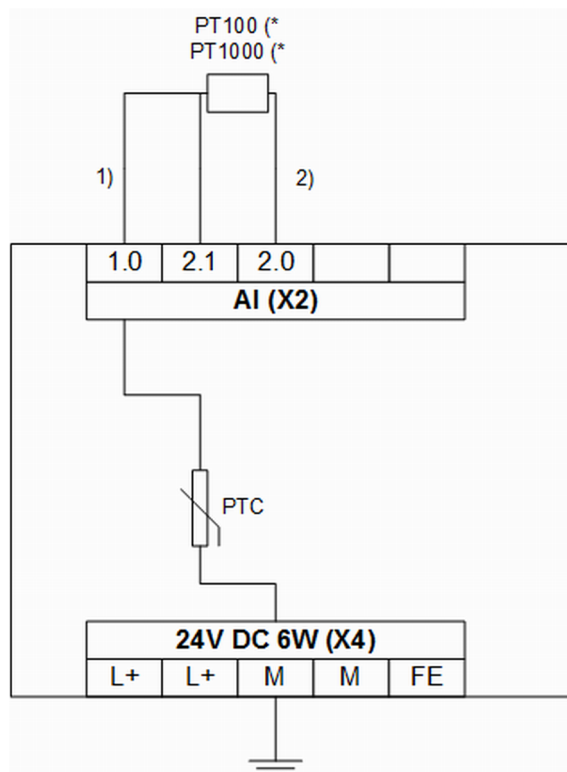 PT100 (*
PT1000 (*
1)
2)
1.0 2.1 2.0
AI (X2)
PTC
24V DC 6W (X4)
L+ L+ M M FE